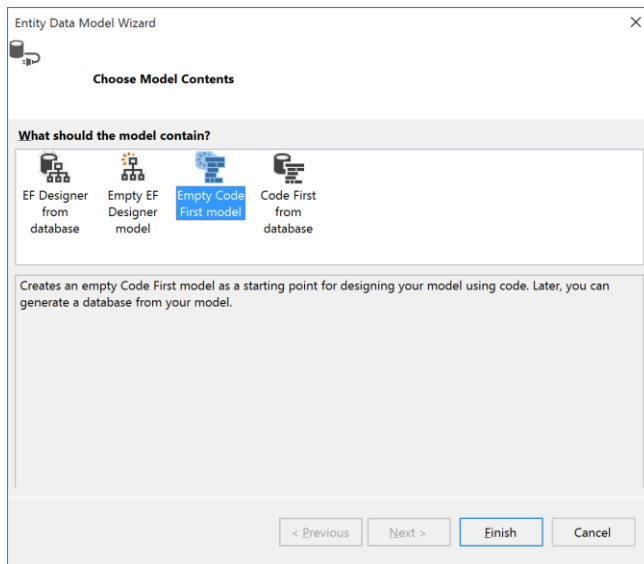 Entity Data Model Wizard
Choose Model Contents
What should the model contain?
EF Designer
from
database
Empty EF
Designer
model
Empty Code
First model
Code First
from
database
Creates an empty Code First model as a starting point for designing your model using code. Later, you can
generate a database from your model.
< Previous
Next >
Finish
Cancel